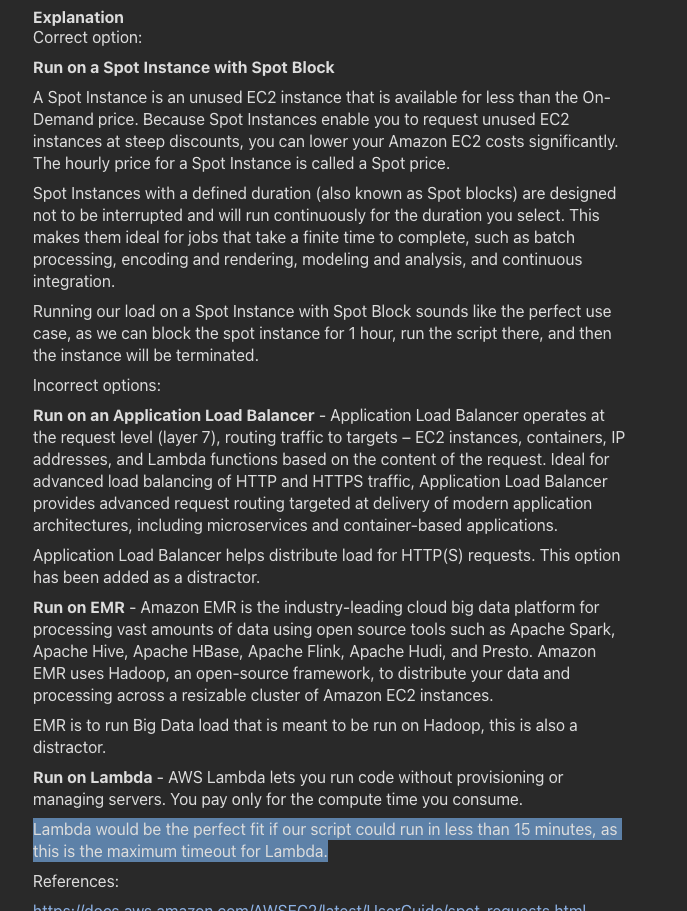 Explanation
Correct option:
Run on a Spot Instance with Spot Block
A Spot Instance is an unused EC2 instance that is available for less than the On-
Demand price. Because Spot Instances enable you to request unused EC2
instances at steep discounts, you can lower your Amazon EC2 costs significantly.
The hourly price for a Spot Instance is called a Spot price.
Spot Instances with a defined duration (also known as Spot blocks) are designed
not to be interrupted and will run continuously for the duration you select. This
makes them ideal for jobs that take a finite time to complete, such as batch
processing, encoding and rendering, modeling and analysis, and continuous
integration.
Running our load on a Spot Instance with Spot Block sounds like the perfect use
case, as we can block the spot instance for 1 hour, run the script there, and then
the instance will be terminated.
Incorrect options:
Run on an Application Load Balancer - Application Load Balancer operates at
the request level (layer 7), routing traffic to targets – EC2 instances, containers, IP
addresses, and Lambda functions based on the content of the request. Ideal for
advanced load balancing of HTTP and HTTPS traffic, Application Load Balancer
provides advanced request routing targeted at delivery of modern application
architectures, including microservices and container-based applications.
Application Load Balancer helps distribute load for HTTP(S) requests. This option
has been added as a distractor.
Run on EMR - Amazon EMR is the industry-leading cloud big data platform for
processing vast amounts of data using open source tools such as Apache Spark,
Apache Hive, Apache HBase, Apache Flink, Apache Hudi, and Presto. Amazon
EMR uses Hadoop, an open-source framework, to distribute your data and
processing across a resizable cluster of Amazon EC2 instances.
EMR is to run Big Data load that is meant to be run on Hadoop, this is also a
distractor.
Run on Lambda - AWS Lambda lets you run code without provisioning or
managing servers. You pay only for the compute time you consume.
Lambda would be the perfect fit if our script could run in less than 15 minutes, as
this is the maximum timeout for Lambda.
References:
https://docs.aws.amazon.com/AWSEC2/latest/UserGuide/spot_requests.html